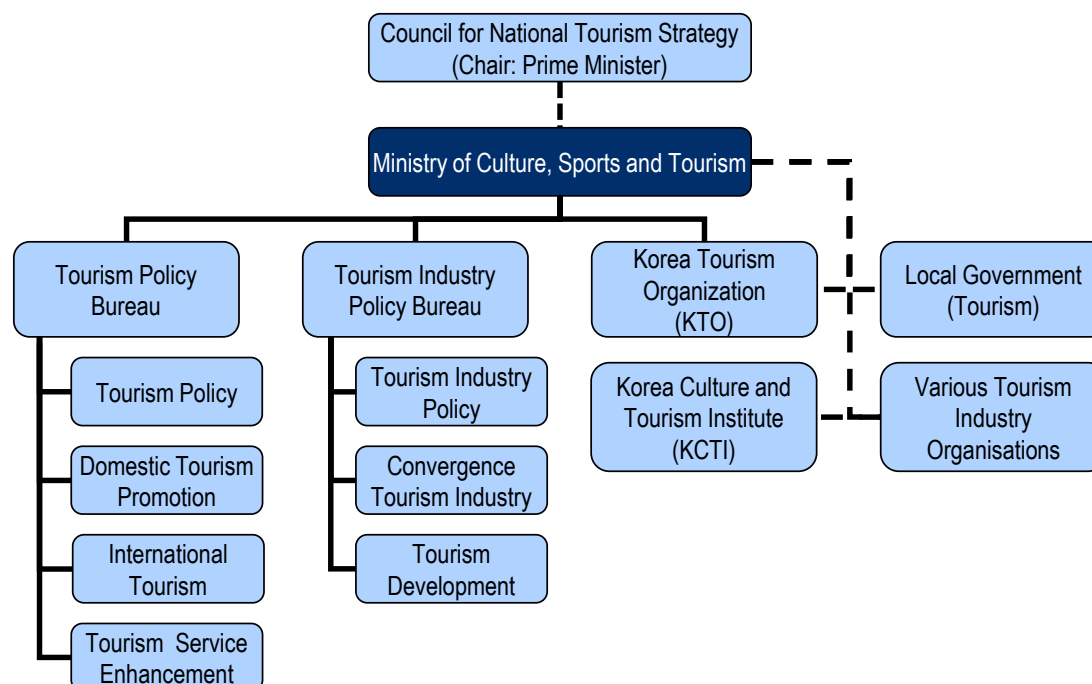 Council for National Tourism Strategy
(Chair: Prime Minister)
Ministry of Culture, Sports and Tourism
Tourism Policy
Bureau
Tourism Industry
Policy Bureau
Korea Tourism
Organization
(KTO)
Local Government
(Tourism)
Tourism Policy
Domestic Tourism
Promotion
International
Tourism
Tourism Service
Enhancement
Tourism Industry
Policy
Convergence
Tourism Industry
Tourism
Development
Korea Culture and
Tourism Institute
(KCTI)
Various Tourism
Industry
Organisations